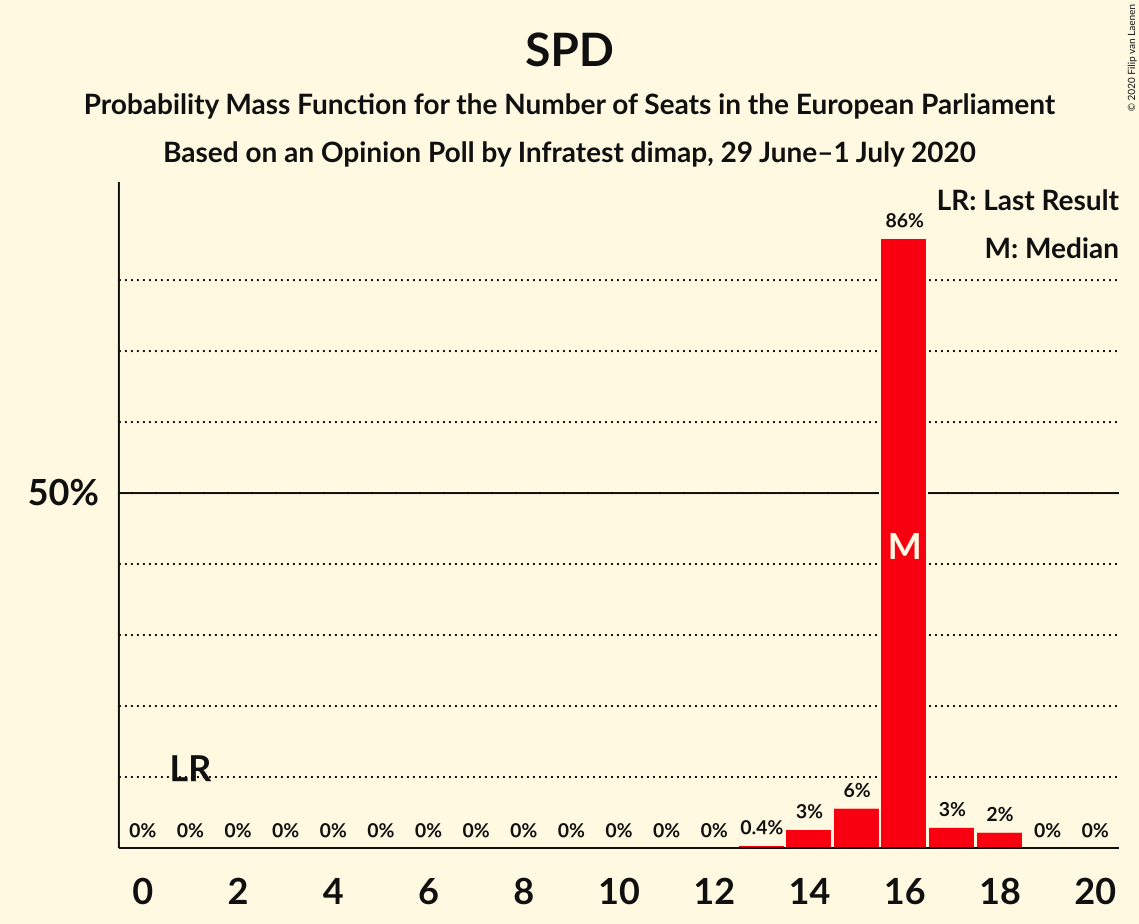 SPD
Probability Mass Function for the Number of Seats in the European Parliament
Based on an Opinion Poll by Infratest dimap, 29 June–1 July 2020
© 2020 Filip van Laenen
LR: Last Result
M: Median
86%
50%
M
LR
0% 0% 0% 0% 0% 0% 0% 0% 0% 0% 0% 0% 0% 0.4% 3% 6% 3% 2% 0% 0%
0 2 4 6 8 10 12 14 16 18 20